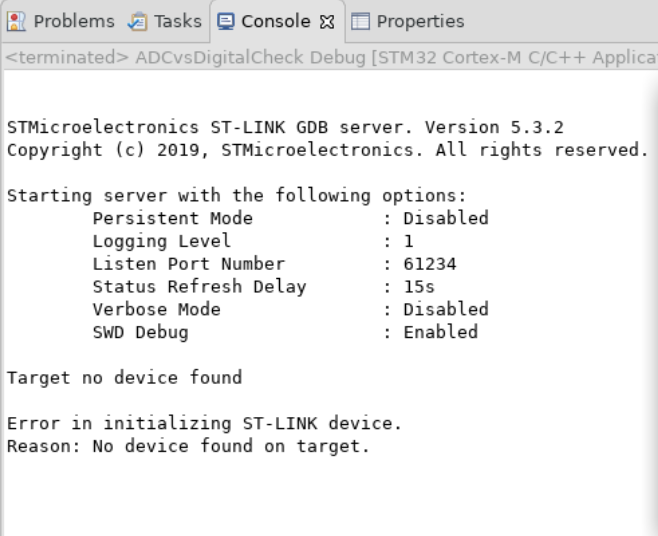 Problems Tasks Console Properties
<terminated> ADCvsDigitalCheck Debug [STM32 Cortex-M C/C++ Applica
STMicroelectronics ST-LINK GDB server. Version 5.3.2
Copyright (c) 2019, STMicroelectronics. All rights reserved.
Starting server with the following options:
Persistent Mode : Disabled
Logging Level : 1
Listen Port Number : 61234
Status Refresh Delay : 15s
Verbose Mode : Disabled
SWD Debug : Enabled
Target no device found
Error in initializing ST-LINK device.
Reason: No device found on target.